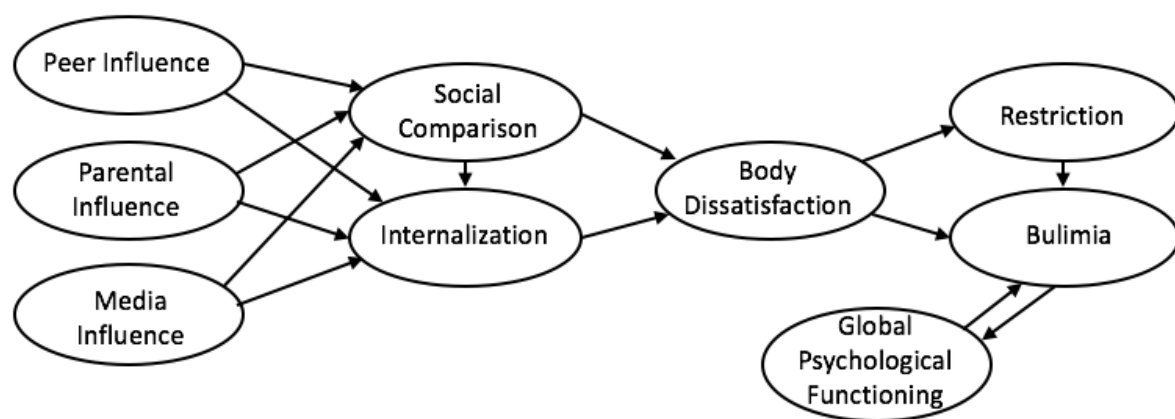 Peer Influence
Parental
Influence
Media
Influence
Social
Comparison
Internalization
Body
Dissatisfaction
Restriction
Bulimia
Global
Psychological
Functioning